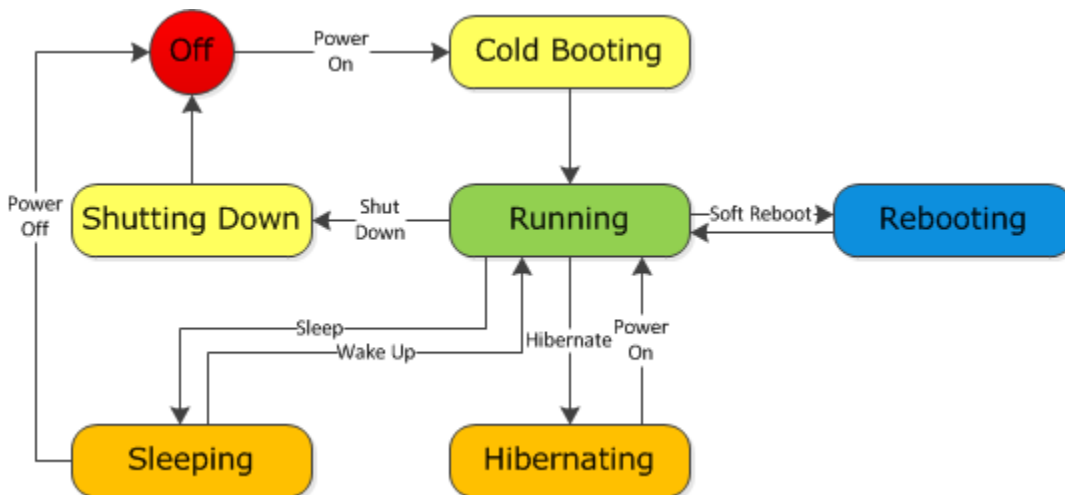 Off
Power
On
Cold Booting
Power
Off
Shutting Down
Shut
Down
Running
Soft Reboot
Rebooting
Sleep
Wake Up
Hibernate
Power
On
Sleeping
Hibernating